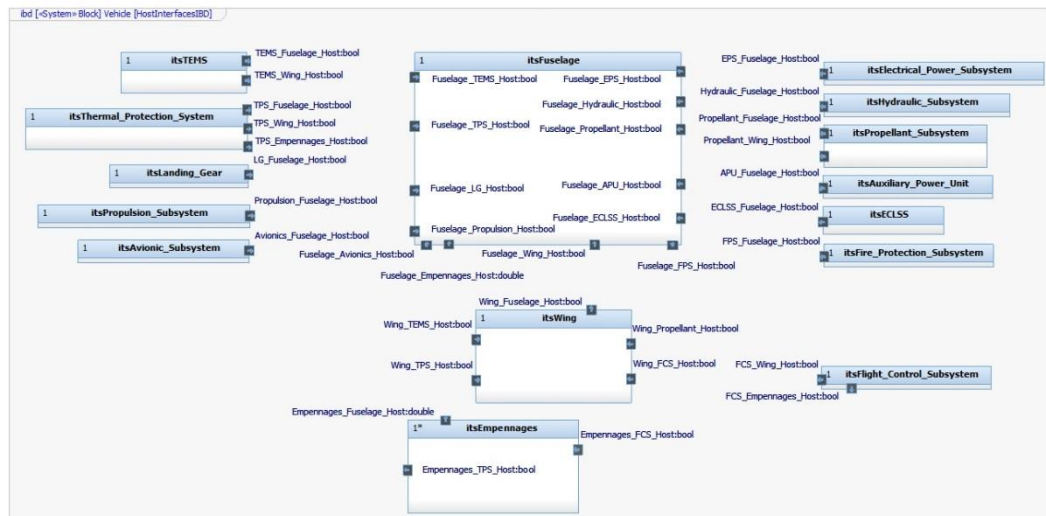 ibd [«System» Block] Vehicle [HostInterfacesIBD]
1 itsTEMS
TEMS_Fuselage_Host:bool
TEMS_Wing_Host:bool
1 itsThermal_Protection_System
TPS_Fuselage_Host:bool
TPS_Wing_Host:bool
TPS_Empennages_Host:bool
1 itsLanding_Gear
LG_Fuselage_Host:bool
1 itsPropulsion_Subsystem
Propulsion_Fuselage_Host:bool
1 itsAvionic_Subsystem
Avionics_Fuselage_Host:bool
1 itsFuselage
Fuselage_TEMS_Host:bool
Fuselage_EPS_Host:bool
Fuselage_Hydraulic_Host:bool
Fuselage_TPS_Host:bool
Fuselage_Propellant_Host:bool
Fuselage_LG_Host:bool
Fuselage_APU_Host:bool
Fuselage_ECLSS_Host:bool
Fuselage_Propulsion_Host:bool
Fuselage_Avionics_Host:bool
Fuselage_Wing_Host:bool
Fuselage_FPS_Host:bool
Fuselage_Empennages_Host:double
EPS_Fuselage_Host:bool
1 itsElectrical_Power_Subsystem
Hydraulic_Fuselage_Host:bool
1 itsHydraulic_Subsystem
Propellant_Fuselage_Host:bool
1 itsPropellant_Subsystem
Propellant_Wing_Host:bool
APU_Fuselage_Host:bool
1 itsAuxiliary_Power_Unit
ECLSS_Fuselage_Host:bool
1 itsECLSS
FPS_Fuselage_Host:bool
1 itsFire_Protection_Subsystem
Wing_Fuselage_Host:bool
1 itsWing
Wing_TEMS_Host:bool
Wing_Propellant_Host:bool
Wing_TPS_Host:bool
Wing_FCS_Host:bool
FCS_Wing_Host:bool
1 itsFlight_Control_Subsystem
FCS_Empennages_Host:bool
Empennages_Fuselage_Host:double
1* itsEmpennages
Empennages_FCS_Host:bool
Empennages_TPS_Host:bool